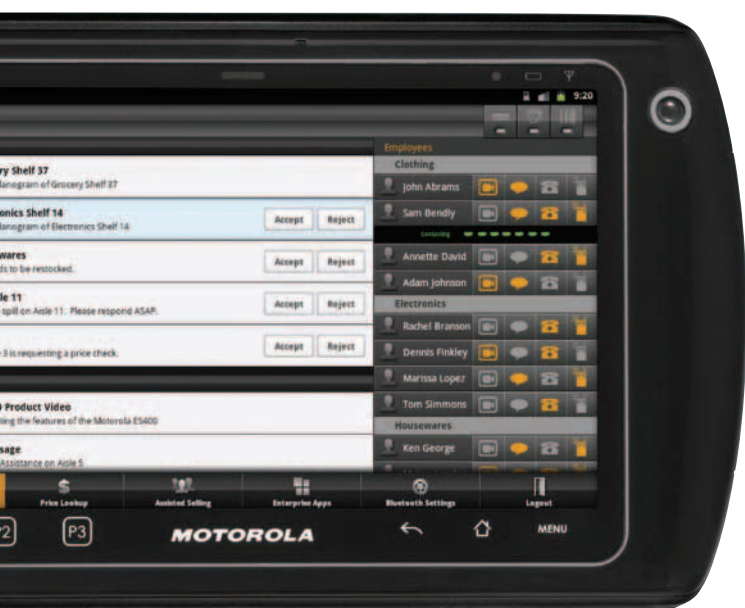 9:20
Employees
Clothing
John Abrams
Sam Bendly
Contacting
Annette David
Adam Johnson
Electronics
Rachel Branson
Dennis Finkley
Marissa Lopez
Tom Simmons
Housewares
Ken George
ry Shelf 37
lanogram of Grocery Shelf 37
onics Shelf 14
lanogram of Electronics Shelf 14
Accept Reject
wares
ds to be restocked.
Accept Reject
le 11
spill on Aisle 11. Please respond ASAP.
Accept Reject
3 is requesting a price check.
Accept Reject
Product Video
ting the features of the Motorola ES400
sage
Assistance on Aisle 5
Price Lookup
Assisted Selling
Enterprise Apps
Bluetooth Settings
Logout
P2
P3
MOTOROLA
MENU